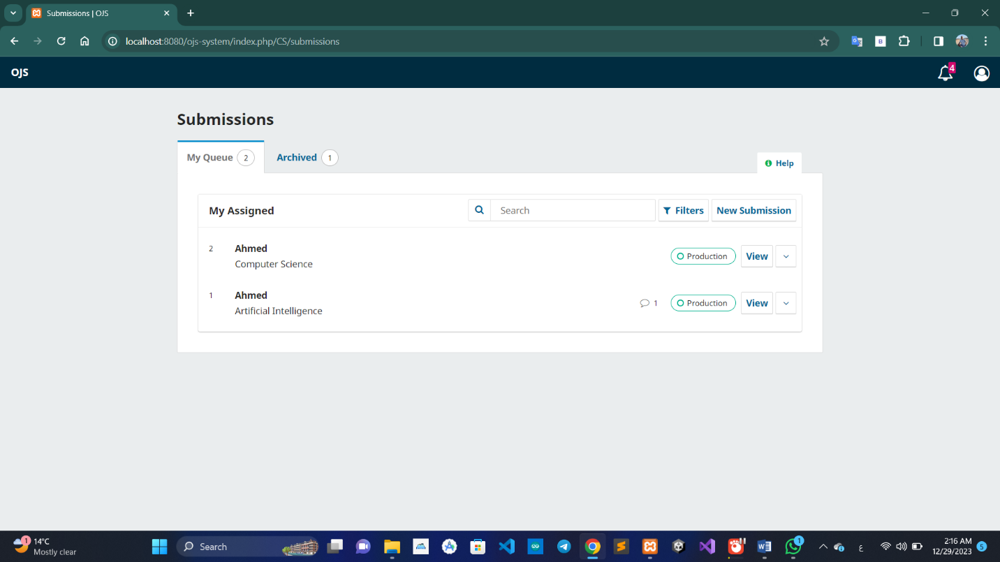 Submissions | OJS
localhost:8080/ojs-system/index.php/CS/submissions
OJS
4
Submissions
My Queue 2
Archived 1
Help
My Assigned
Search
Filters
New Submission
2
Ahmed
Computer Science
Production
View
1
Ahmed
Artificial Intelligence
1
Production
View
1
14°C
Mostly clear
Search
1
ع
2:16 AM
12/29/2023
5